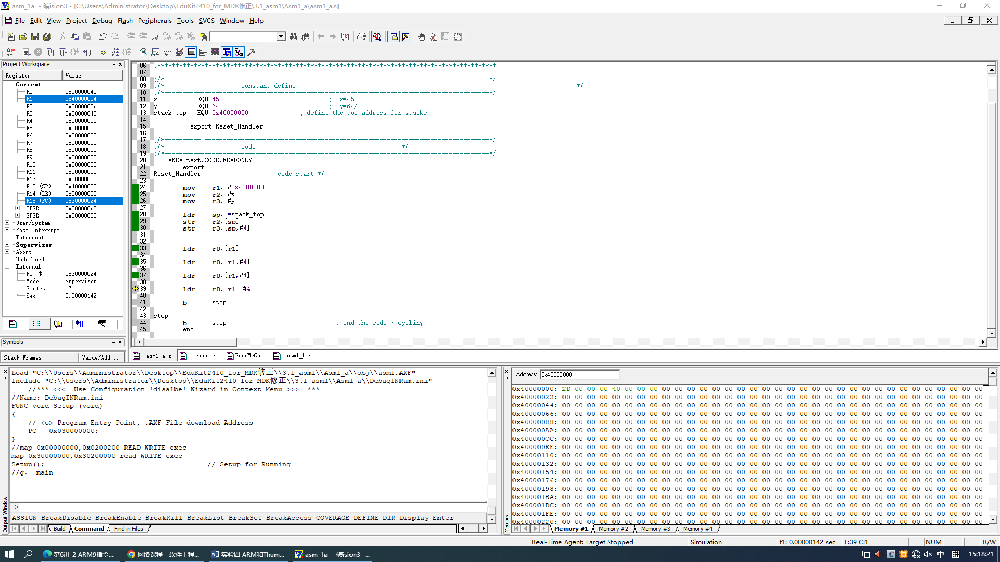 asm_1a - 礦ision3 - [C:\Users\Administrator\Desktop\EduKit2410_for_MDK修正\3.1_asm1\Asm1_a\asm1_a.s]
File Edit View Project Debug Flash Peripherals Tools SVCS Window Help
Project Workspace
Register Value
Current
R0 0x00000040
R1 0x40000004
R2 0x0000002d
R3 0x00000040
R4 0x00000000
R5 0x00000000
R6 0x00000000
R7 0x00000000
R8 0x00000000
R9 0x00000000
R10 0x00000000
R11 0x00000000
R12 0x00000000
R13 (SP) 0x40000000
R14 (LR) 0x00000000
R15 (PC) 0x30000024
CPSR 0x000000d3
SPSR 0x00000000
User/System
Fast Interrupt
Interrupt
Supervisor
Abort
Undefined
Internal
PC $ 0x30000024
Mode Supervisor
States 17
Sec 0.00000142
Symbols
Stack Frames Value/Add...
06 ;*********************************************************************************************
07
08 ;/*-----------------------------------------------------------------------------------------*/
09 ;/* constant define */
10 ;/*-----------------------------------------------------------------------------------------*/
11 x EQU 45 ; x=45
12 y EQU 64 ; y=64/
13 stack_top EQU 0x40000000 ; define the top address for stacks
14
15 export Reset_Handler
16
17 ;/*---------- ------------------------------------------------------------------------------*/
18 ;/* code */
19 ;/*-----------------------------------------------------------------------------------------*/
20 AREA text,CODE,READONLY
21 export
22 Reset_Handler ; code start */
23
24 mov r1, #0x40000000
25 mov r2, #x
26 mov r3, #y
27
28 ldr sp, =stack_top
29 str r2,[sp]
30 str r3,[sp,#4]
31
32
33 ldr r0,[r1]
34
35 ldr r0,[r1,#4]
36
37 ldr r0,[r1,#4]!
38
39 ldr r0,[r1],#4
40
41 b stop
42
43 stop
44 b stop ; end the code , cycling
45 end
asm1_a.s readme ReadMeCo... asm1_b.s
Load "C:\\Users\\Administrator\\Desktop\\EduKit2410_for_MDK修正\\3.1_asm1\\Asm1_a\\obj\\asm1.AXF"
Include "C:\\Users\\Administrator\\Desktop\\EduKit2410_for_MDK修正\\3.1_asm1\\Asm1_a\\DebugINRam.ini"
//*** <<< Use Configuration !disalbe! Wizard in Context Menu >>> ***
//Name: DebugINRam.ini
FUNC void Setup (void)
{
// <o> Program Entry Point, .AXF File download Address
PC = 0x030000000;
}
//map 0x00000000,0x0200200 READ WRITE exec
map 0x30000000,0x30200000 read WRITE exec
Setup(); // Setup for Running
//g, main
>
ASSIGN BreakDisable BreakEnable BreakKill BreakList BreakSet BreakAccess COVERAGE DEFINE DIR Display Enter
Build Command Find in Files
Output Window
Address: 0x40000000
0x40000000: 2D 00 00 00 40 00 00 00 00 00 00 00 00 00 00 00 00 00 00 00 00 00 00 00 00 00 00 00 00 00 00 00 00 00
0x40000022: 00 00 00 00 00 00 00 00 00 00 00 00 00 00 00 00 00 00 00 00 00 00 00 00 00 00 00 00 00 00 00 00 00 00
0x40000044: 00 00 00 00 00 00 00 00 00 00 00 00 00 00 00 00 00 00 00 00 00 00 00 00 00 00 00 00 00 00 00 00 00 00
0x40000066: 00 00 00 00 00 00 00 00 00 00 00 00 00 00 00 00 00 00 00 00 00 00 00 00 00 00 00 00 00 00 00 00 00 00
0x40000088: 00 00 00 00 00 00 00 00 00 00 00 00 00 00 00 00 00 00 00 00 00 00 00 00 00 00 00 00 00 00 00 00 00 00
0x400000AA: 00 00 00 00 00 00 00 00 00 00 00 00 00 00 00 00 00 00 00 00 00 00 00 00 00 00 00 00 00 00 00 00 00 00
0x400000CC: 00 00 00 00 00 00 00 00 00 00 00 00 00 00 00 00 00 00 00 00 00 00 00 00 00 00 00 00 00 00 00 00 00 00
0x400000EE: 00 00 00 00 00 00 00 00 00 00 00 00 00 00 00 00 00 00 00 00 00 00 00 00 00 00 00 00 00 00 00 00 00 00
0x40000110: 00 00 00 00 00 00 00 00 00 00 00 00 00 00 00 00 00 00 00 00 00 00 00 00 00 00 00 00 00 00 00 00 00 00
0x40000132: 00 00 00 00 00 00 00 00 00 00 00 00 00 00 00 00 00 00 00 00 00 00 00 00 00 00 00 00 00 00 00 00 00 00
0x40000154: 00 00 00 00 00 00 00 00 00 00 00 00 00 00 00 00 00 00 00 00 00 00 00 00 00 00 00 00 00 00 00 00 00 00
0x40000176: 00 00 00 00 00 00 00 00 00 00 00 00 00 00 00 00 00 00 00 00 00 00 00 00 00 00 00 00 00 00 00 00 00 00
0x40000198: 00 00 00 00 00 00 00 00 00 00 00 00 00 00 00 00 00 00 00 00 00 00 00 00 00 00 00 00 00 00 00 00 00 00
0x400001BA: 00 00 00 00 00 00 00 00 00 00 00 00 00 00 00 00 00 00 00 00 00 00 00 00 00 00 00 00 00 00 00 00 00 00
0x400001DC: 00 00 00 00 00 00 00 00 00 00 00 00 00 00 00 00 00 00 00 00 00 00 00 00 00 00 00 00 00 00 00 00 00 00
0x400001FE: 00 00 00 00 00 00 00 00 00 00 00 00 00 00 00 00 00 00 00 00 00 00 00 00 00 00 00 00 00 00 00 00 00 00
0x40000220: 00 00 00 00 00 00 00 00 00 00 00 00 00 00 00 00 00 00 00 00 00 00 00 00 00 00 00 00 00 00 00 00 00 00
Memory #1 Memory #2 Memory #3 Memory #4
Memory
Real-Time Agent: Target Stopped Simulation t1: 0.00000142 sec L:39 C:1 NUM R/W
第6讲_2 ARM9指令... 网络课程—软件工程... 实验四 ARM和Thum... asm_1a - 礦ision3 -... 中 拼 15:18:21